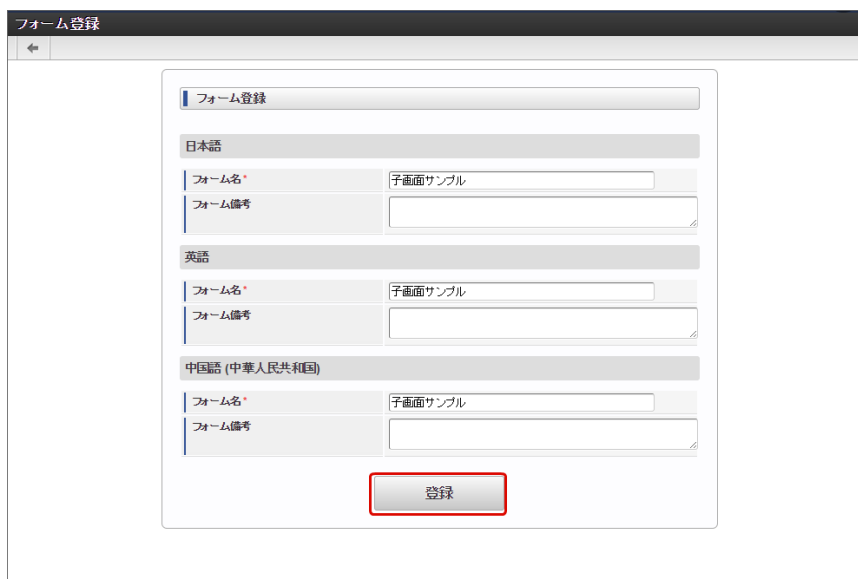 フォーム登録
フォーム登録
日本語
フォーム名* 子画面サンプル
フォーム備考
英語
フォーム名* 子画面サンプル
フォーム備考
中国語 (中華人民共和国)
フォーム名* 子画面サンプル
フォーム備考
登録